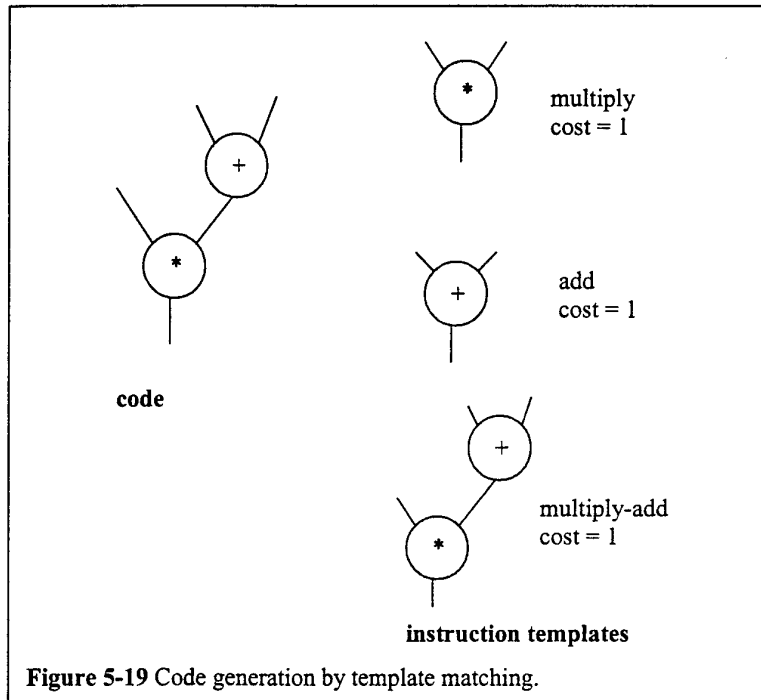 +
*
code
*
multiply
cost = 1
+
add
cost = 1
+
*
multiply-add
cost = 1
instruction templates
Figure 5-19 Code generation by template matching.